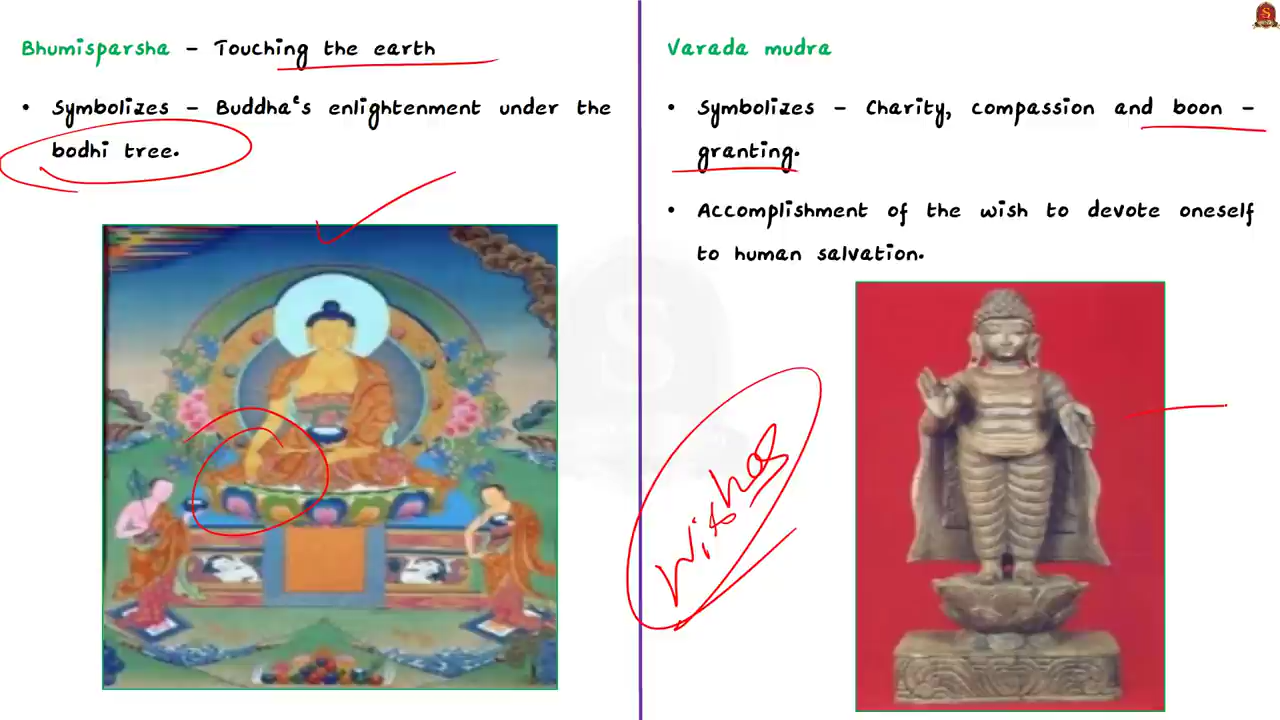 Bhumisparsha – Touching the earth
• Symbolizes – Buddha's enlightenment under the
bodhi tree.
Varada mudra
• Symbolizes – Charity, compassion and boon –
granting.
• Accomplishment of the wish to devote oneself
to human salvation.
Wishes
S